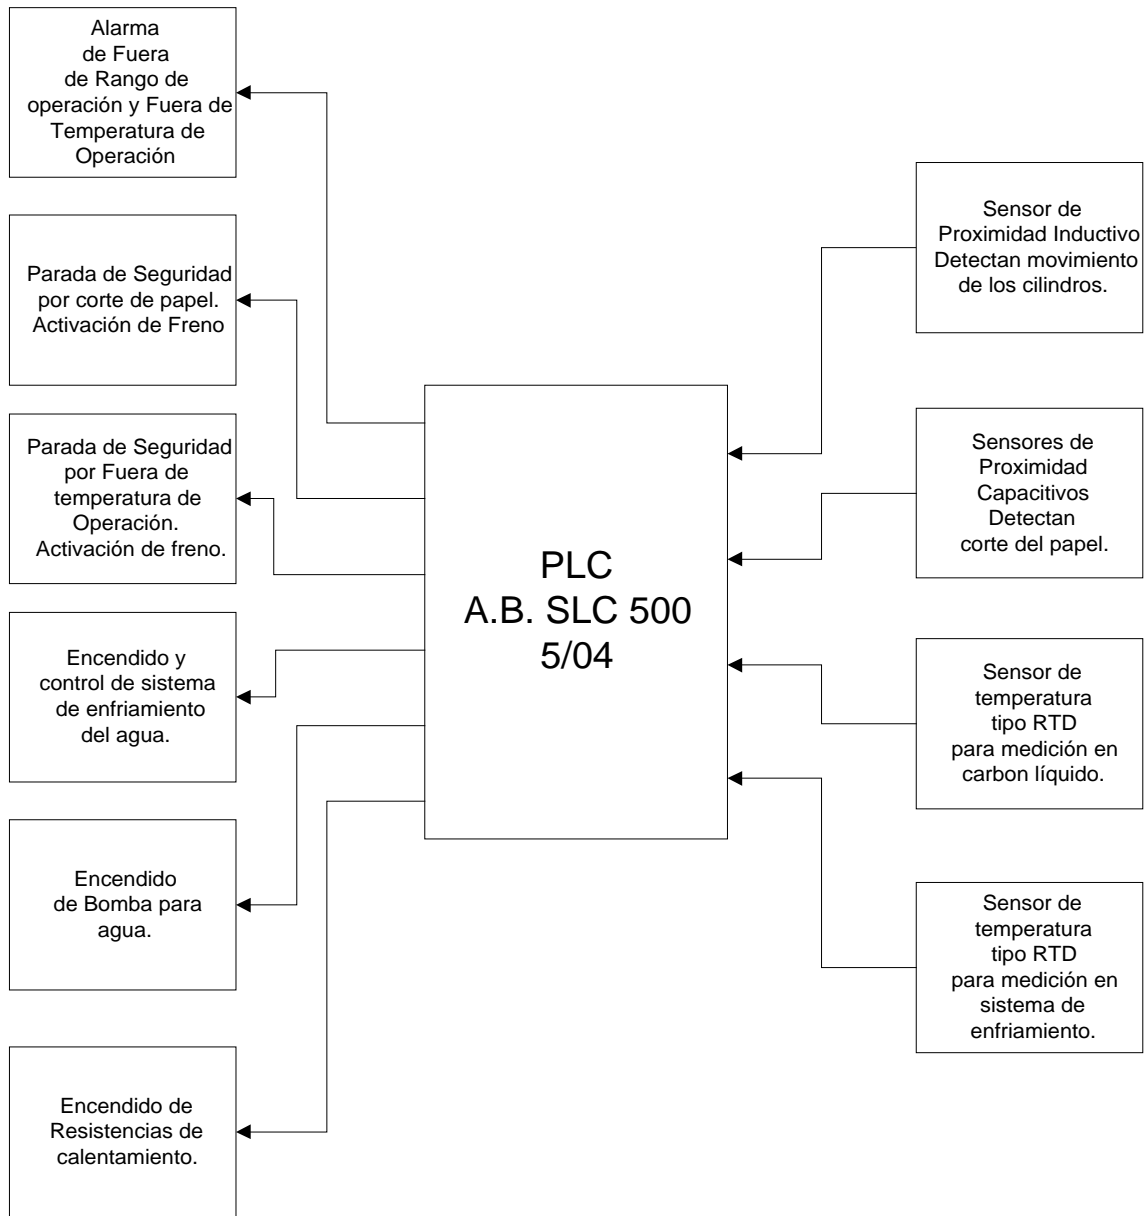 Alarma
de Fuera
de Rango de
operación y Fuera de
Temperatura de
Operación
Parada de Seguridad
por corte de papel.
Activación de Freno
Parada de Seguridad
por Fuera de
temperatura de
Operación.
Activación de freno.
Encendido y
control de sistema
de enfriamiento
del agua.
Encendido
de Bomba para
agua.
Encendido de
Resistencias de
calentamiento.
PLC
A.B. SLC 500
5/04
Sensor de
Proximidad Inductivo
Detectan movimiento
de los cilindros.
Sensores de
Proximidad
Capacitivos
Detectan
corte del papel.
Sensor de
temperatura
tipo RTD
para medición en
carbon líquido.
Sensor de
temperatura
tipo RTD
para medición en
sistema de
enfriamiento.